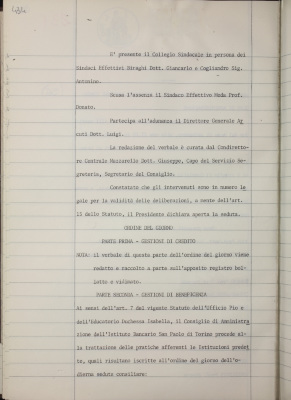 E' presente il Collegio Sindacale in persona dei
Sindaci Effettivi Biraghi Dott. Giancarlo e Cogliandro Sig.
Antonino.
Scusa l'assenza il Sindaco Effettivo Meda Prof.
Donato.
Partecipa all'adunanza il Direttore Generale
Dott. Luigi.
La redazione del verbale è curata dal Condiretto-
re Centrale Mazzarello Dott. Giuseppe, Capo del Servizio Se-
greteria, Segretario del Consiglio.
Constatato che gli intervenuti sono in numero le
gale per la validità delle deliberazioni, a mente dell'art.
11 dello Statuto, il Presidente dichiara aperta la seduta.
ORDINE DEL GIORNO
PARTE PRIMA - GESTIONI DI CREDITO
NOTA: il verbale di questa parte dell'ordine del giorno viene
redatto e raccolto a parte sull'apposito registro bol-
lato e vidimato.
PARTE SECONDA - GESTIONI DI BENEFICENZA
Ai sensi dell'art. 7 del vigente Statuto dell'Ufficio Pio e
dell'Educatorio Duchessa Isabella, il Consiglio di Amministra
zione dell'Istituto Bancario San Paolo di Torino procede al-
la trattazione delle pratiche afferenti le Istituzioni predet
te, quali risultano iscritte all'ordine del giorno dell'o-
dierna seduta consiliare: